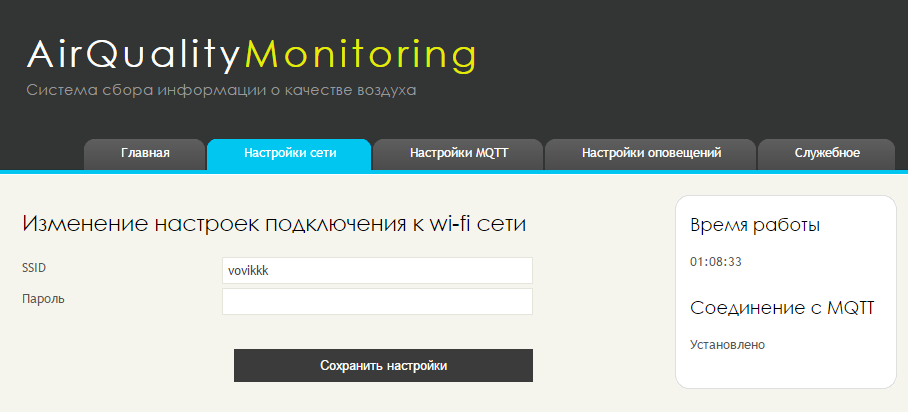 AirQualityMonitoring
Система сбора информации о качестве воздуха
Главная Настройки сети Настройки MQTT Настройки оповещений Служебное
Изменение настроек подключения к wi-fi сети
SSID vovikkk
Пароль
Сохранить настройки
Время работы
01:08:33
Соединение с MQTT
Установлено